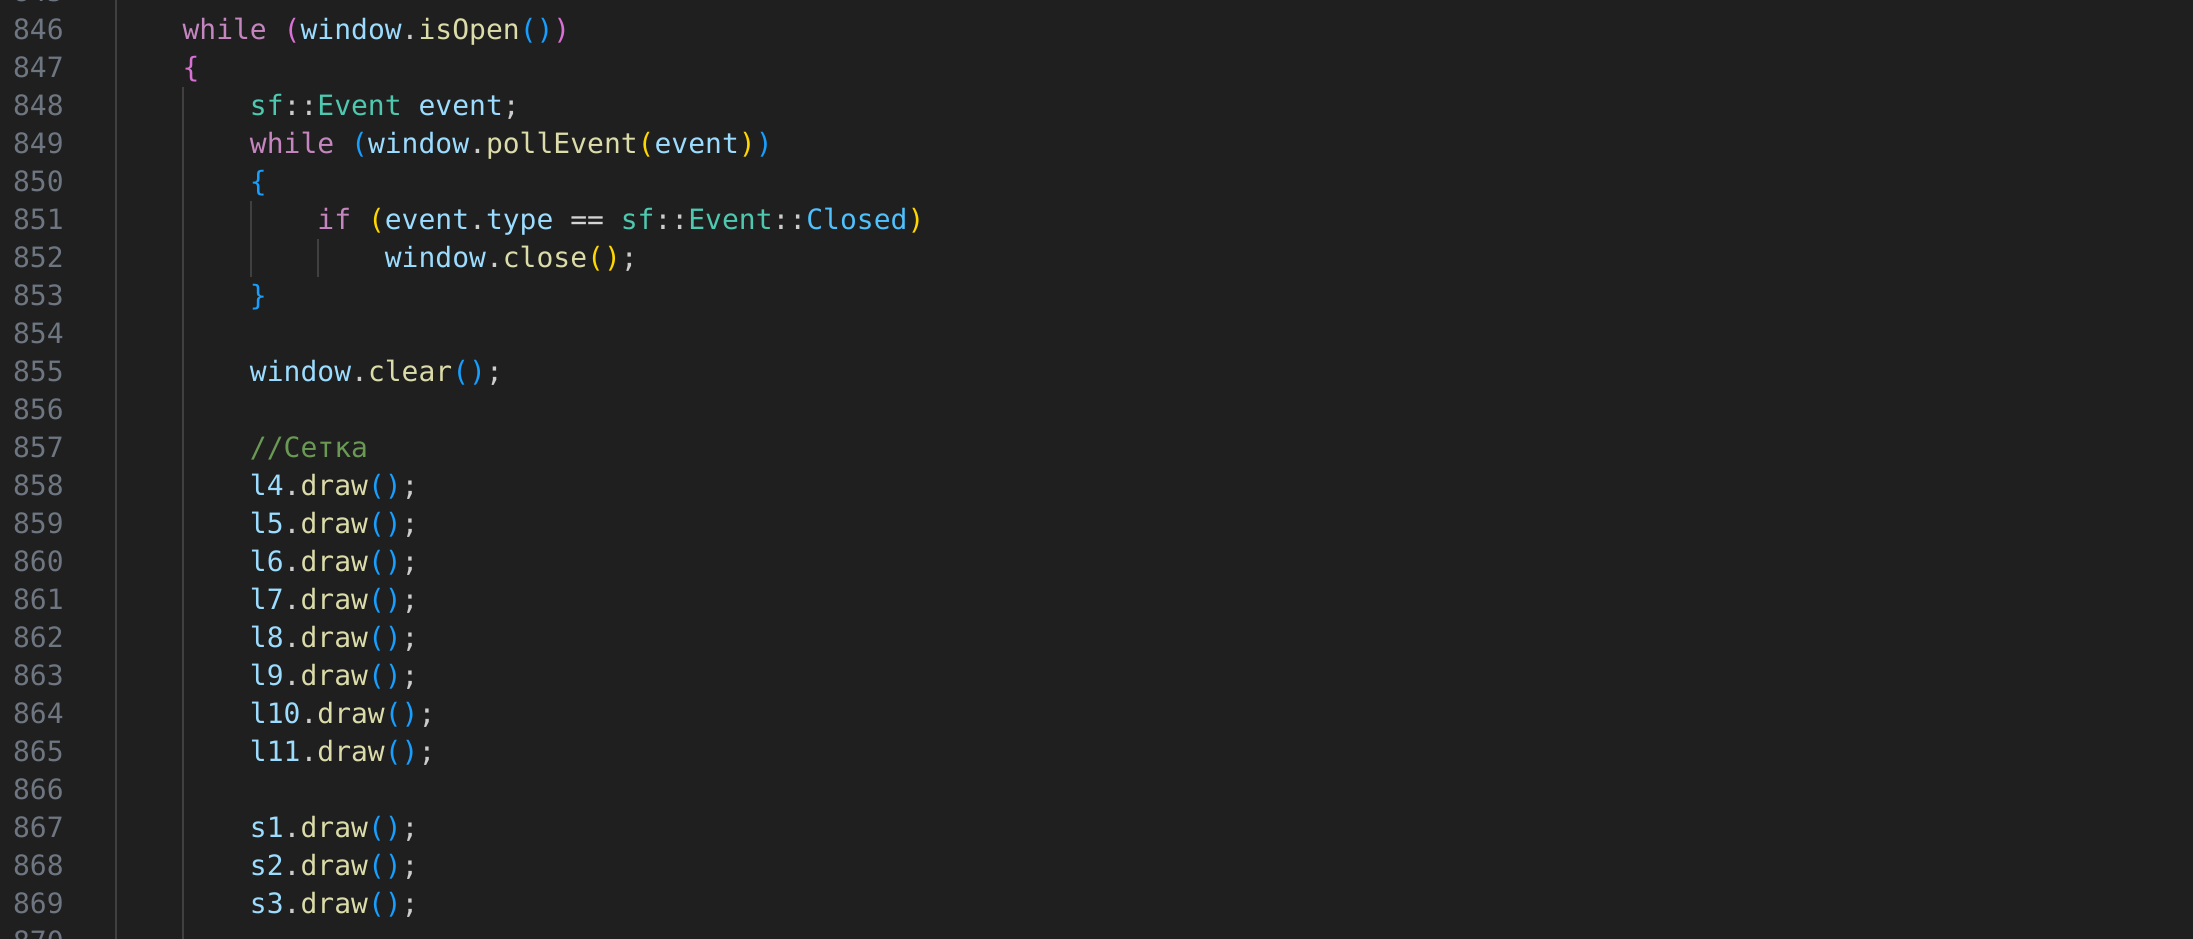 846 while (window.isOpen())
847 {
848 sf::Event event;
849 while (window.pollEvent(event))
850 {
851 if (event.type == sf::Event::Closed)
852 window.close();
853 }
854
855 window.clear();
856
857 //Сетка
858 l4.draw();
859 l5.draw();
860 l6.draw();
861 l7.draw();
862 l8.draw();
863 l9.draw();
864 l10.draw();
865 l11.draw();
866
867 s1.draw();
868 s2.draw();
869 s3.draw();
870